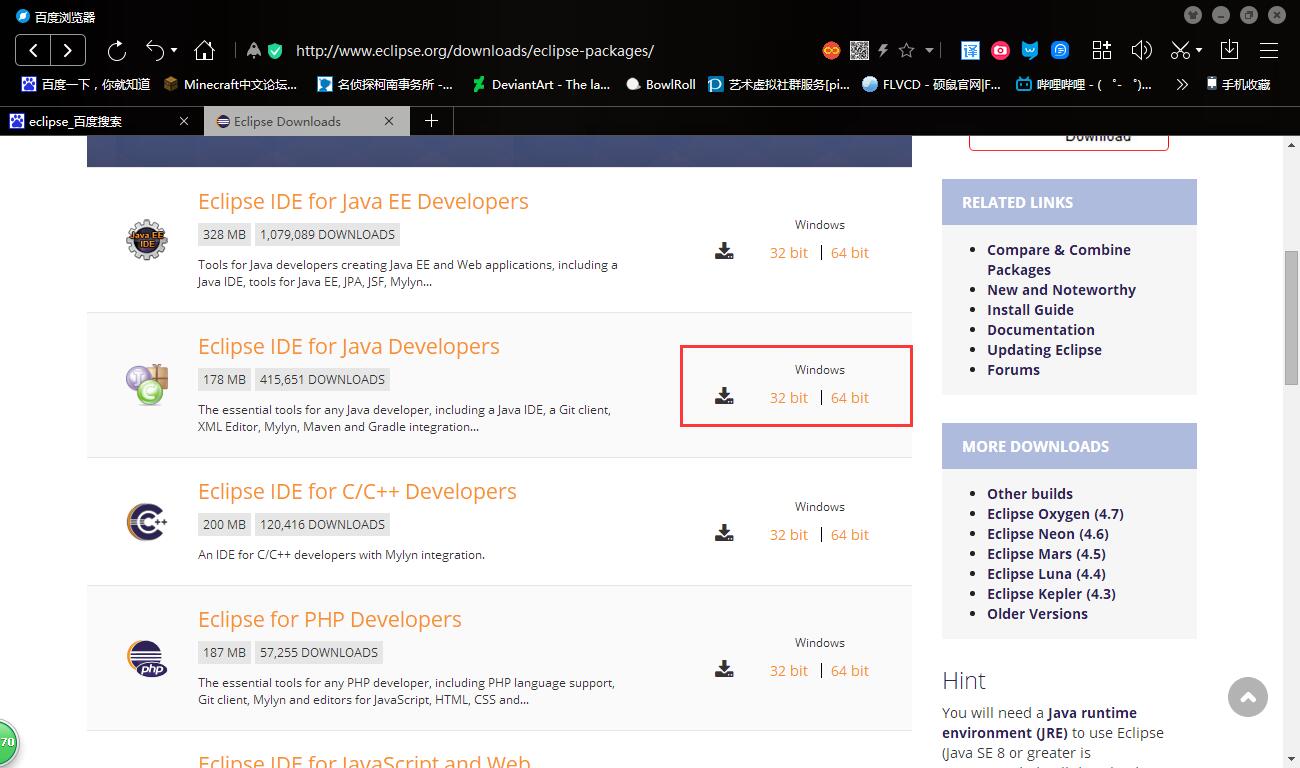 百度浏览器
http://www.eclipse.org/downloads/eclipse-packages/
译
百度一下，你就知道
Minecraft中文论坛...
名侦探柯南事务所 -...
DeviantArt - The la...
BowlRoll
艺术虚拟社群服务[pi...
FLVCD - 硕鼠官网|F...
哔哩哔哩 - ( ゜- ゜)...
手机收藏
eclipse_百度搜索
Eclipse Downloads
Download
Eclipse IDE for Java EE Developers
328 MB
1,079,089 DOWNLOADS
Java EE
IDE
Tools for Java developers creating Java EE and Web applications, including a
Java IDE, tools for Java EE, JPA, JSF, Mylyn...
Windows
32 bit | 64 bit
Eclipse IDE for Java Developers
178 MB
415,651 DOWNLOADS
The essential tools for any Java developer, including a Java IDE, a Git client,
XML Editor, Mylyn, Maven and Gradle integration...
Windows
32 bit | 64 bit
Eclipse IDE for C/C++ Developers
200 MB
120,416 DOWNLOADS
An IDE for C/C++ developers with Mylyn integration.
Windows
32 bit | 64 bit
Eclipse for PHP Developers
187 MB
57,255 DOWNLOADS
php
The essential tools for any PHP developer, including PHP language support,
Git client, Mylyn and editors for JavaScript, HTML, CSS and...
Windows
32 bit | 64 bit
Eclipse IDE for JavaScript and Web
RELATED LINKS
Compare & Combine
Packages
New and Noteworthy
Install Guide
Documentation
Updating Eclipse
Forums
MORE DOWNLOADS
Other builds
Eclipse Oxygen (4.7)
Eclipse Neon (4.6)
Eclipse Mars (4.5)
Eclipse Luna (4.4)
Eclipse Kepler (4.3)
Older Versions
Hint
You will need a Java runtime
environment (JRE) to use Eclipse
(Java SE 8 or greater is
70